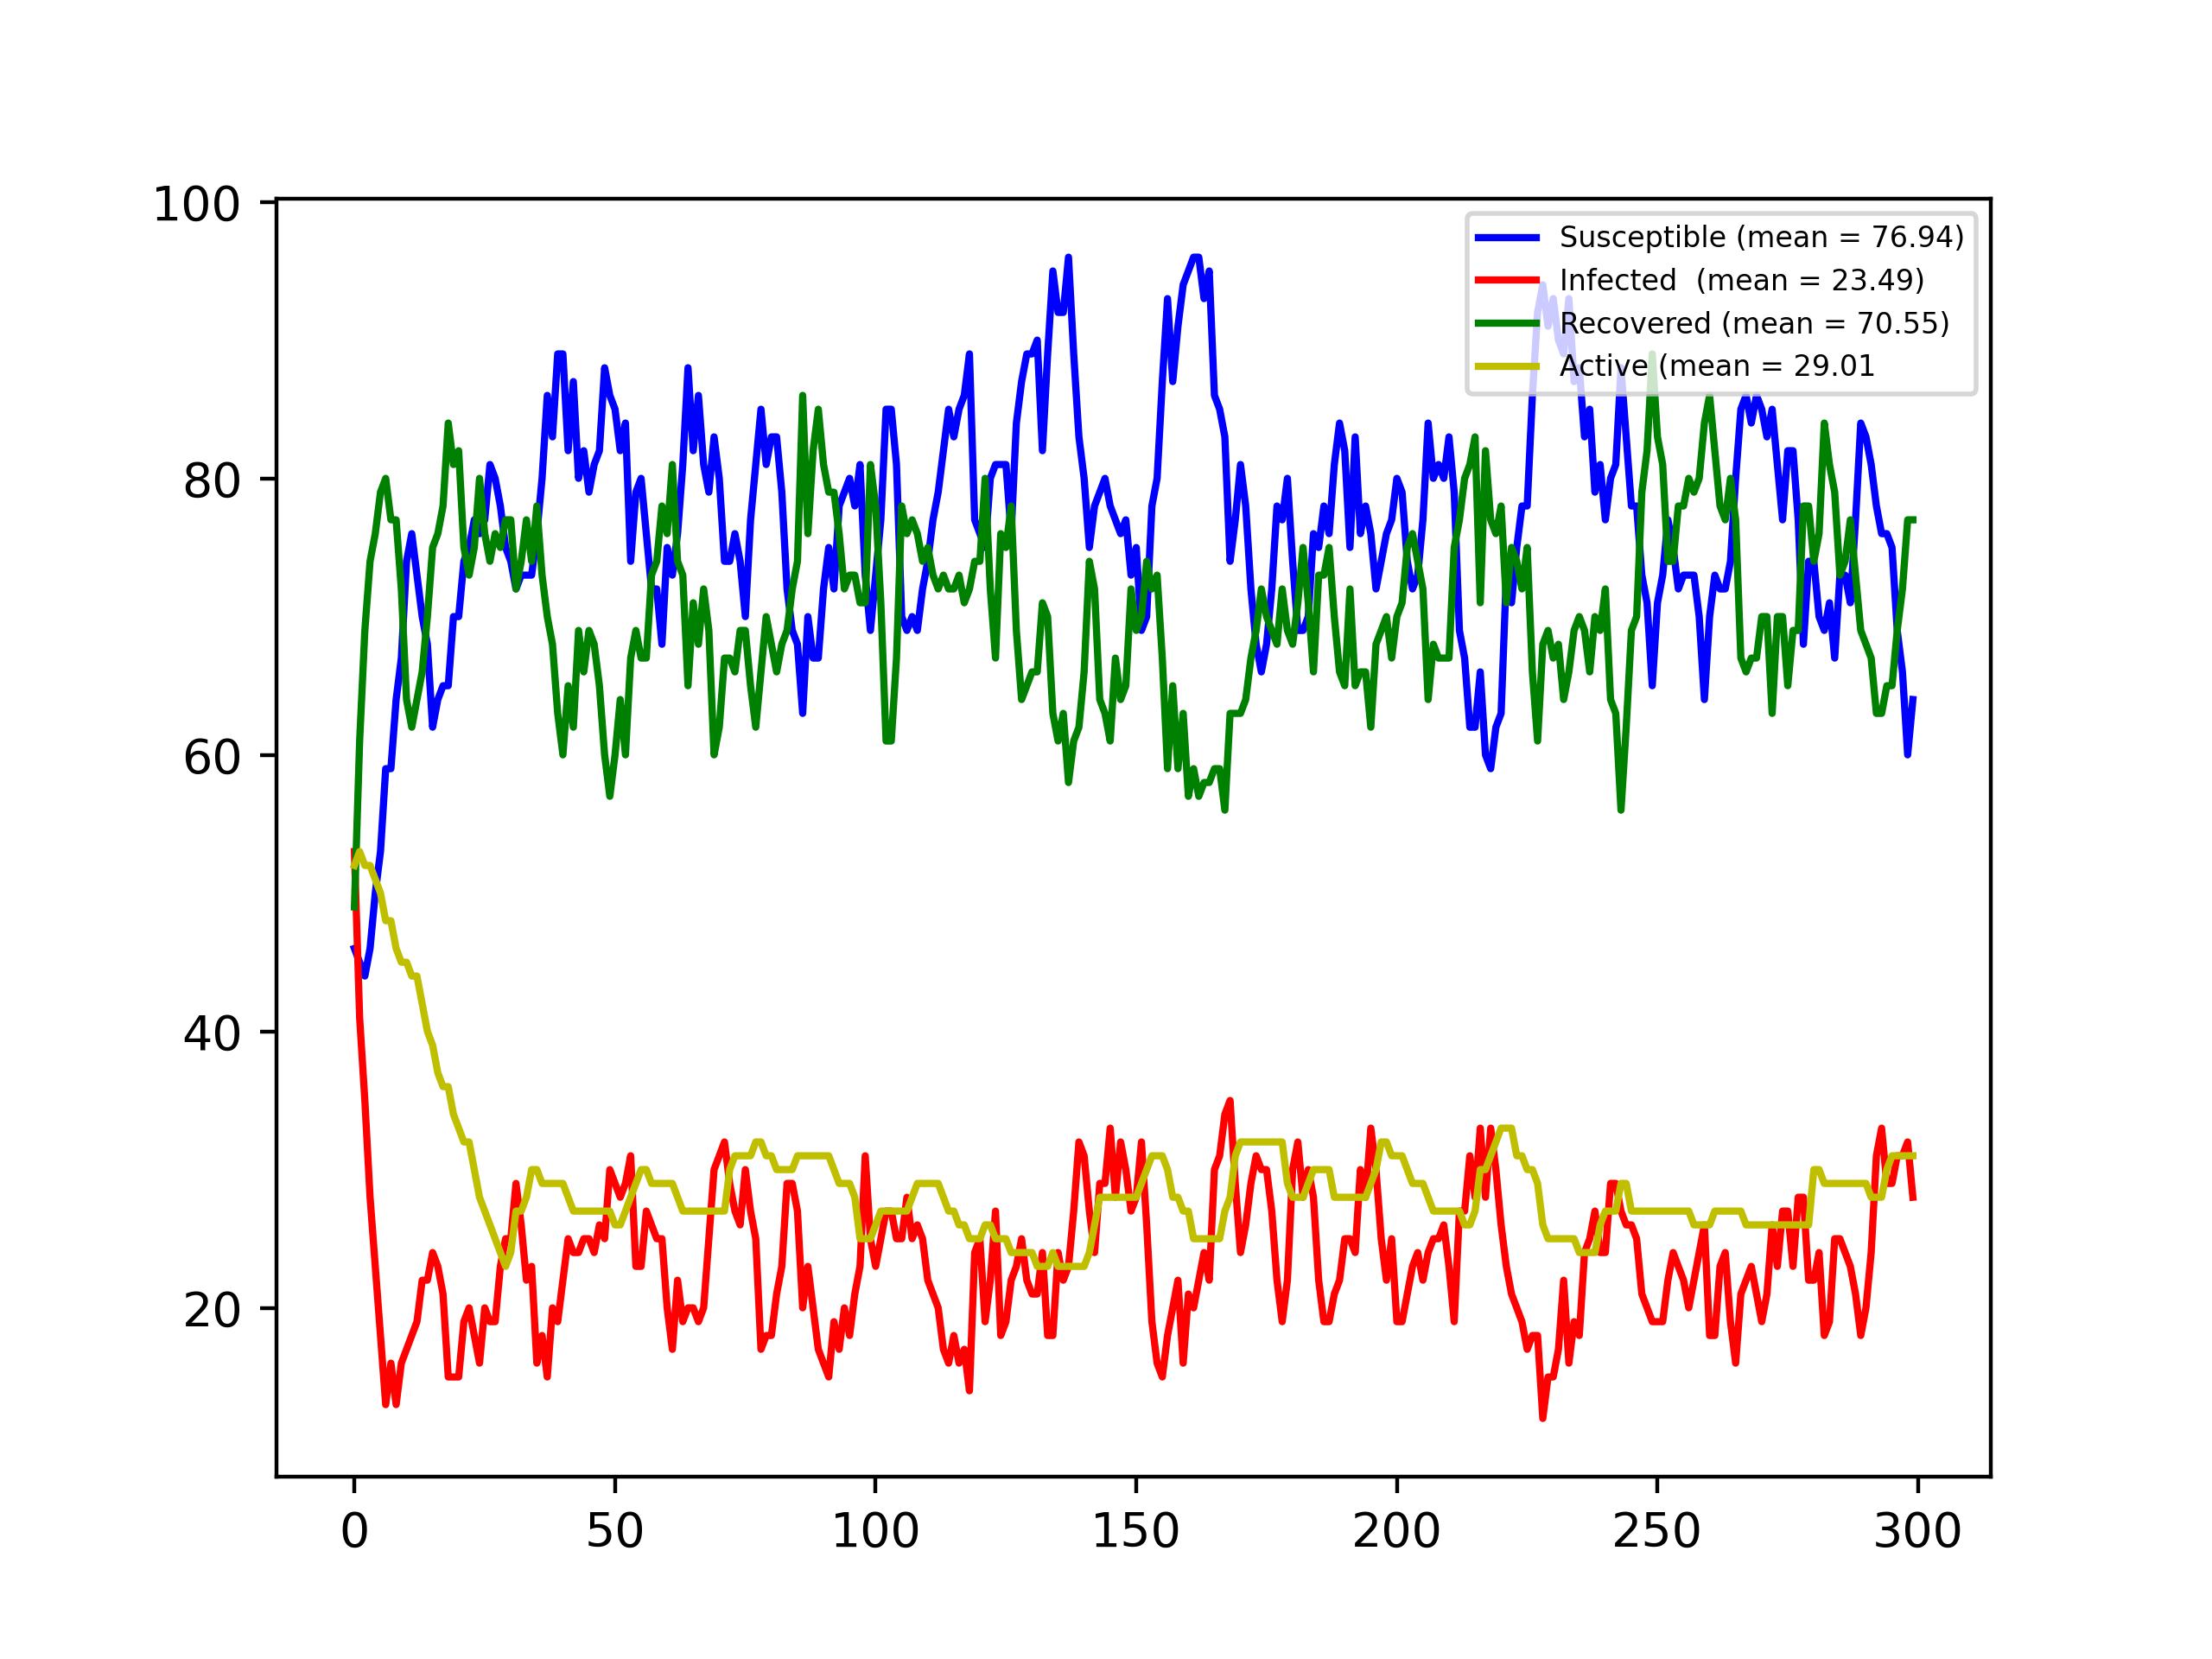 100
80
60
40
20
0 50 100 150 200 250 300
Susceptible (mean = 76.94)
Infected  (mean = 23.49)
Recovered (mean = 70.55)
Active (mean = 29.01